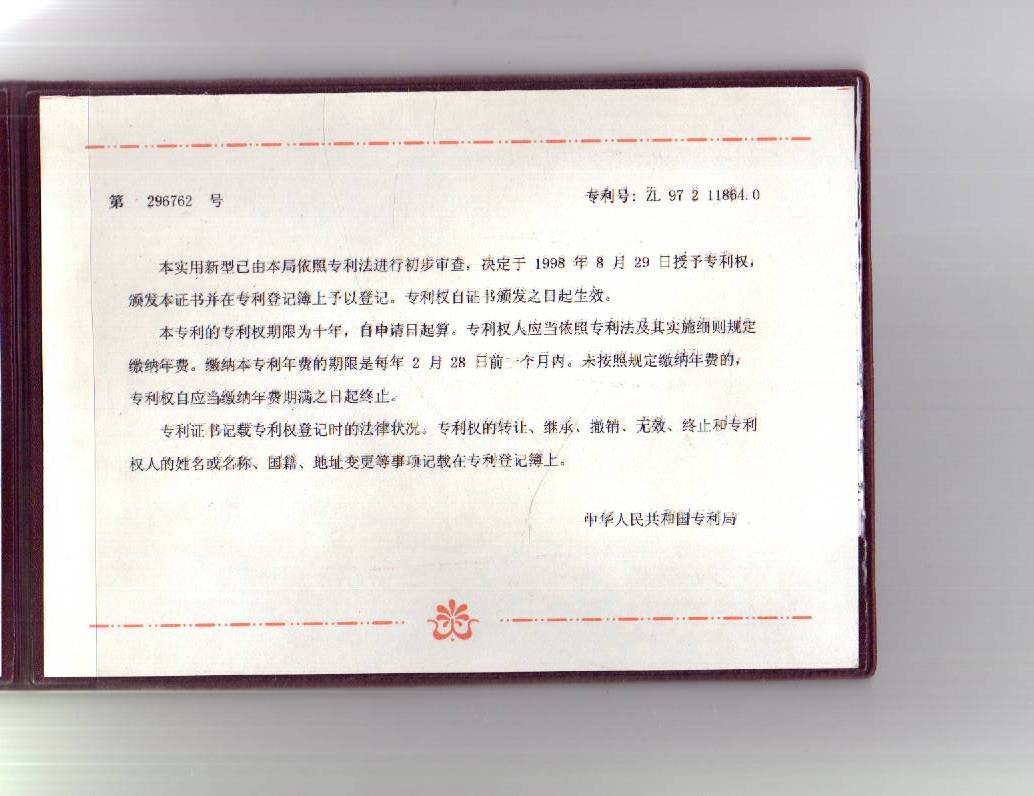 第 296762 号
专利号: ZL 97 2 11864.0
本实用新型已由本局依照专利法进行初步审查，决定于 1998 年 8 月 29 日授予专利权，
颁发本证书并在专利登记簿上予以登记。专利权自证书颁发之日起生效。
本专利的专利权期限为十年，自申请日起算。专利权人应当依照专利法及其实施细则规定
缴纳年费。缴纳本专利年费的期限是每年 2 月 28 日前一个月内。未按照规定缴纳年费的，
专利权自应当缴纳年费期满之日起终止。
专利证书记载专利权登记时的法律状况。专利权的转让、继承、撤销、无效、终止和专利
权人的姓名或名称、国籍、地址变更等事项记载在专利登记簿上。
中华人民共和国专利局